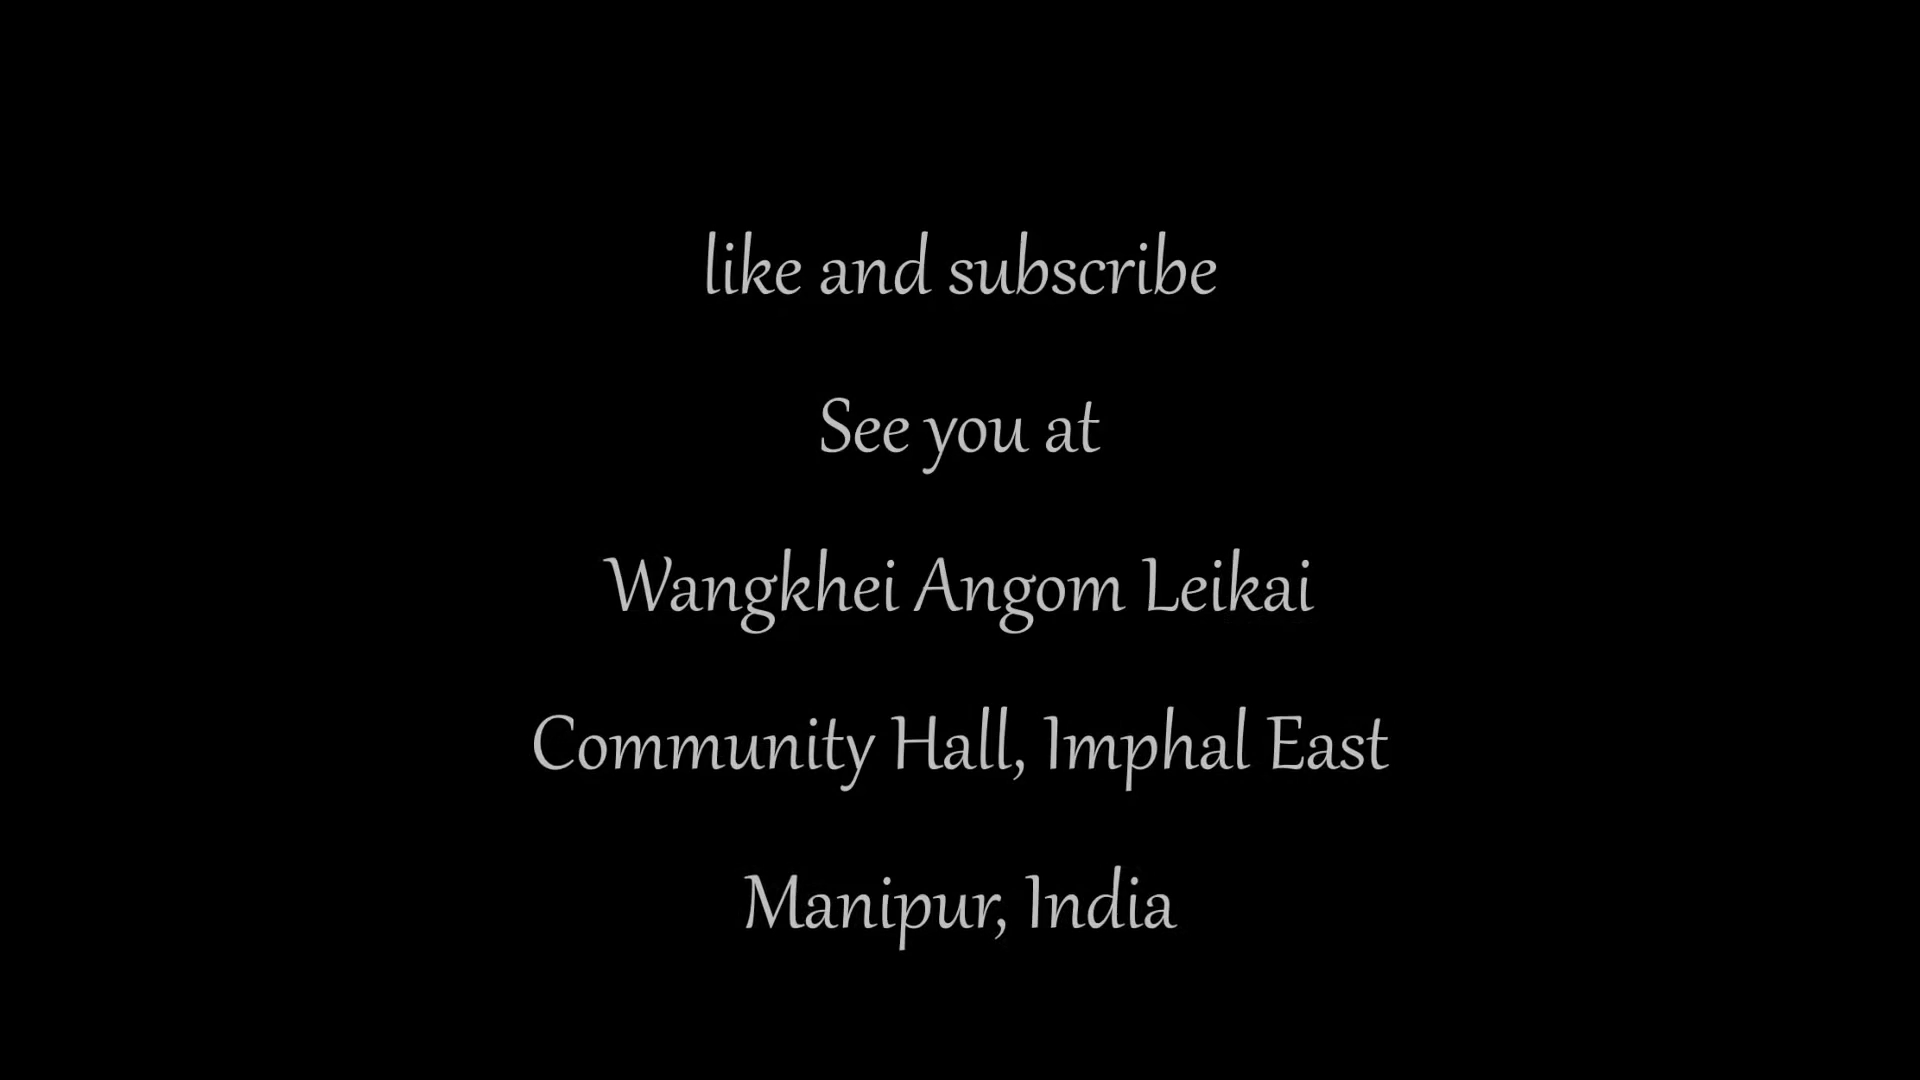 like and subscribe
See you at
Wangkhei Angom Leikai
Community Hall, Imphal East
Manipur, India